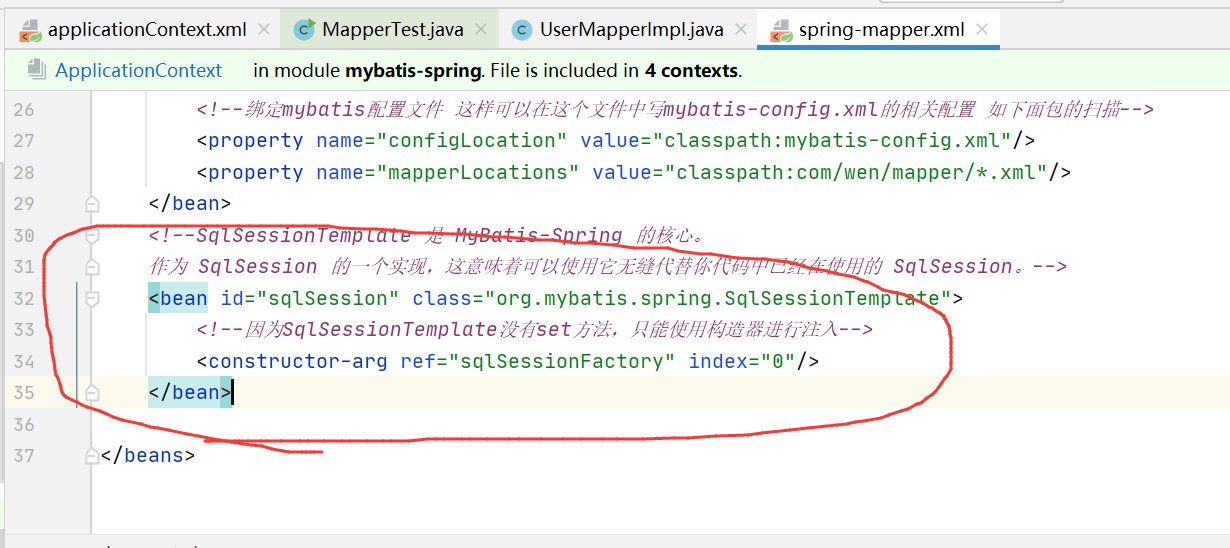 applicationContext.xml MapperTest.java UserMapperImpl.java spring-mapper.xml
ApplicationContext in module mybatis-spring. File is included in 4 contexts.
26 <!--绑定mybatis配置文件 这样可以在这个文件中写mybatis-config.xml的相关配置 如下面包的扫描-->
27 <property name="configLocation" value="classpath:mybatis-config.xml"/>
28 <property name="mapperLocations" value="classpath:com/wen/mapper/*.xml"/>
29 </bean>
30 <!--SqlSessionTemplate 是 MyBatis-Spring 的核心。
31 作为 SqlSession 的一个实现，这意味着可以使用它无缝代替你代码中已经在使用的 SqlSession。-->
32 <bean id="sqlSession" class="org.mybatis.spring.SqlSessionTemplate">
33 <!--因为SqlSessionTemplate没有set方法，只能使用构造器进行注入-->
34 <constructor-arg ref="sqlSessionFactory" index="0"/>
35 </bean>
36
37 </beans>